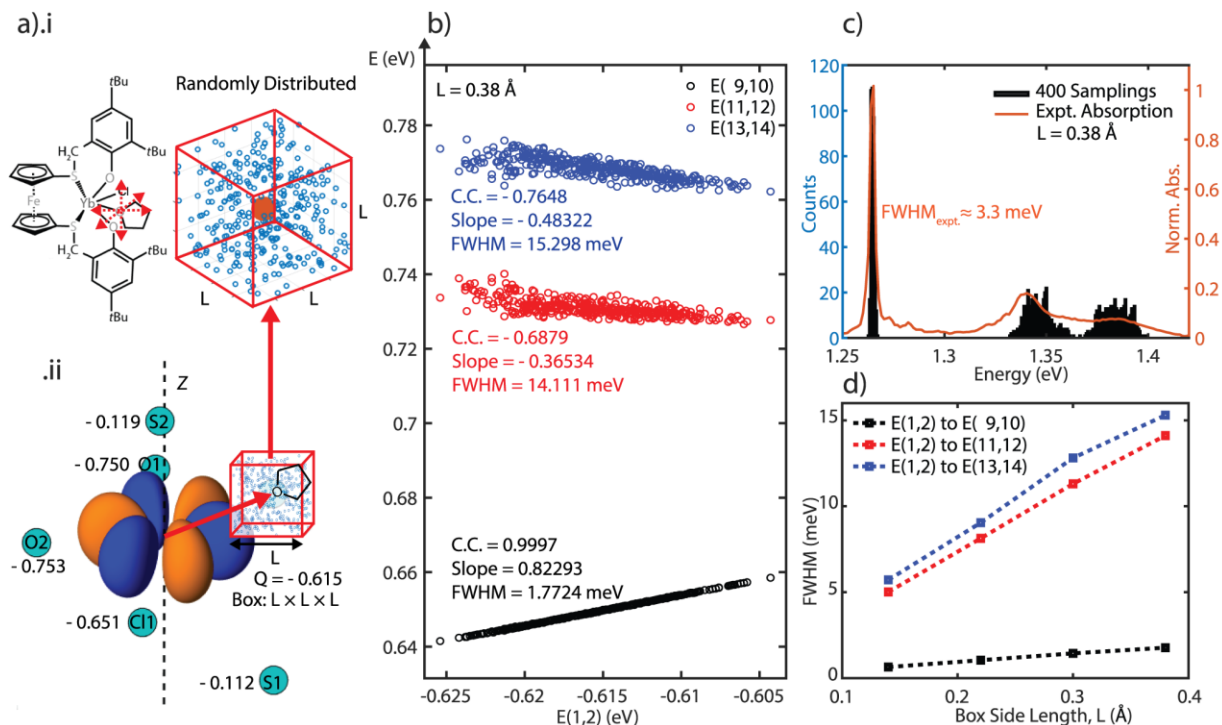 a).i
tBu
Randomly Distributed
tBu
H2C
S
O
Cl
Fe
Yb
O
S
H2C
tBu
tBu
L
L
L
.ii
Z
- 0.119 S2
- 0.750 O1
O2
- 0.753
O
L
Q = - 0.615
Box: L × L × L
- 0.651 Cl1
- 0.112 S1
b)
E (eV)
L = 0.38 Å
E( 9,10)
E(11,12)
E(13,14)
0.78
0.76
0.74
0.72
0.7
0.68
0.66
0.64
C.C. = - 0.7648
Slope = - 0.48322
FWHM = 15.298 meV
C.C. = - 0.6879
Slope = - 0.36534
FWHM = 14.111 meV
C.C. = 0.9997
Slope = 0.82293
FWHM = 1.7724 meV
-0.625 -0.62 -0.615 -0.61 -0.605
E(1,2) (eV)
c)
120
100
80
60
40
20
0
Counts
400 Samplings
Expt. Absorption
L = 0.38 Å
FWHMexpt.≈ 3.3 meV
1
0.8
0.6
0.4
0.2
0
Norm. Abs.
1.25 1.3 1.35 1.4
Energy (eV)
d)
15
10
5
0
FWHM (meV)
E(1,2) to E( 9,10)
E(1,2) to E(11,12)
E(1,2) to E(13,14)
0.1 0.2 0.3 0.4
Box Side Length, L (Å)